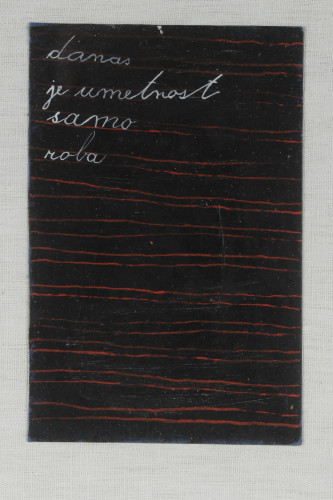 danas
je umetnost
samo
roba